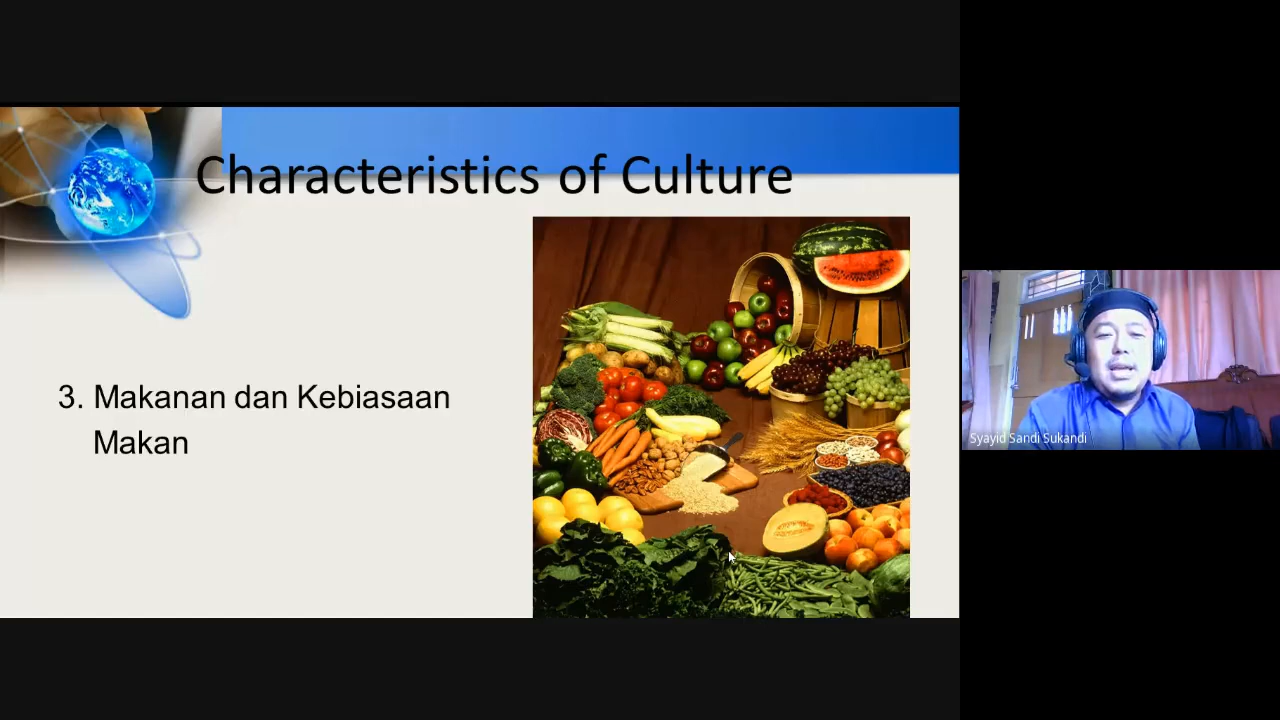 Characteristics of Culture
3. Makanan dan Kebiasaan
Makan
Syayid Sandi Sukandi